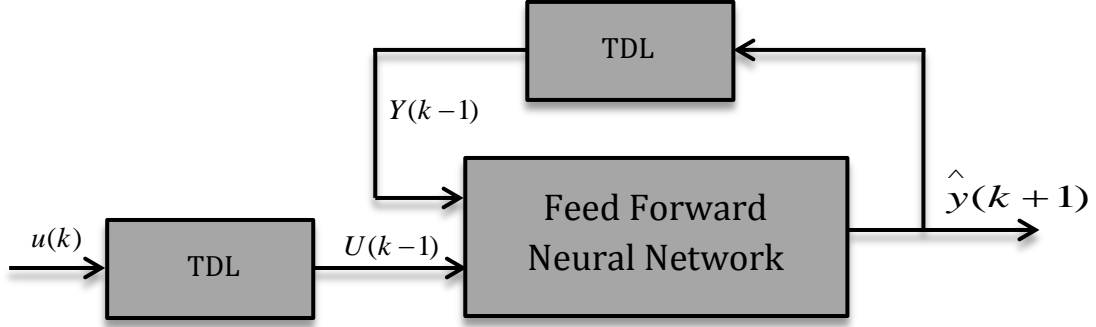 TDL
Y(k−1)
Feed Forward
Neural Network
ŷ(k+1)
u(k)
TDL
U(k−1)